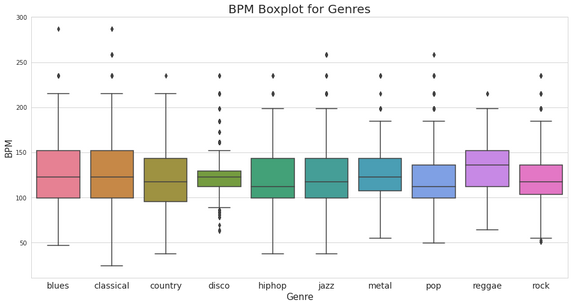 BPM Boxplot for Genres
300
250
200
150
100
50
BPM
blues classical country disco hiphop jazz metal pop reggae rock
Genre